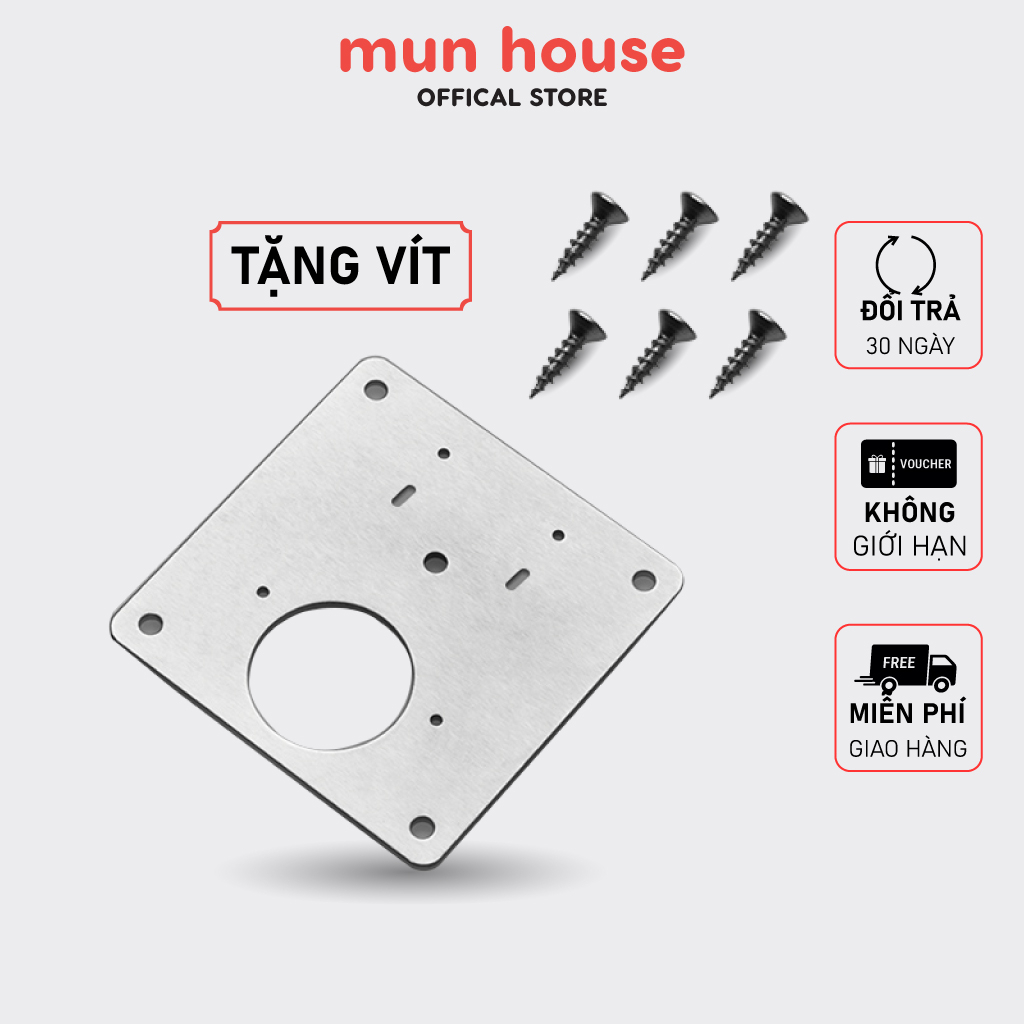 mun house
OFFICAL STORE
TẶNG VÍT
ĐỔI TRẢ
30 NGÀY
VOUCHER
KHÔNG
GIỚI HẠN
FREE
MIỄN PHÍ
GIAO HÀNG